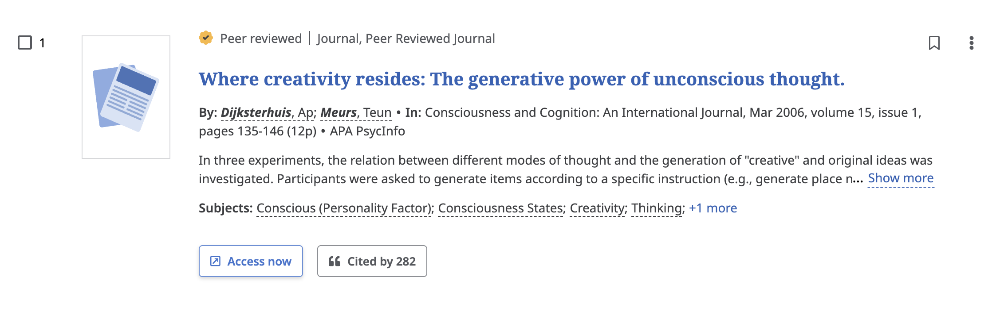 1
Peer reviewed | Journal, Peer Reviewed Journal
Where creativity resides: The generative power of unconscious thought.
By: Dijksterhuis, Ap; Meurs, Teun • In: Consciousness and Cognition: An International Journal, Mar 2006, volume 15, issue 1,
pages 135-146 (12p) • APA PsycInfo
In three experiments, the relation between different modes of thought and the generation of "creative" and original ideas was
investigated. Participants were asked to generate items according to a specific instruction (e.g., generate place n... Show more
Subjects: Conscious (Personality Factor); Consciousness States; Creativity; Thinking; +1 more
Access now
Cited by 282